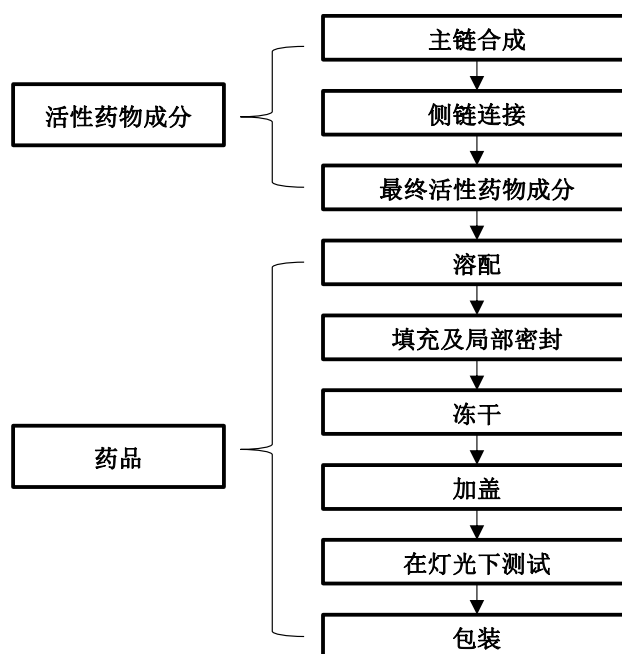 主链合成
活性药物成分
侧链连接
最终活性药物成分
溶配
填充及局部密封
冻干
药品
加盖
在灯光下测试
包装